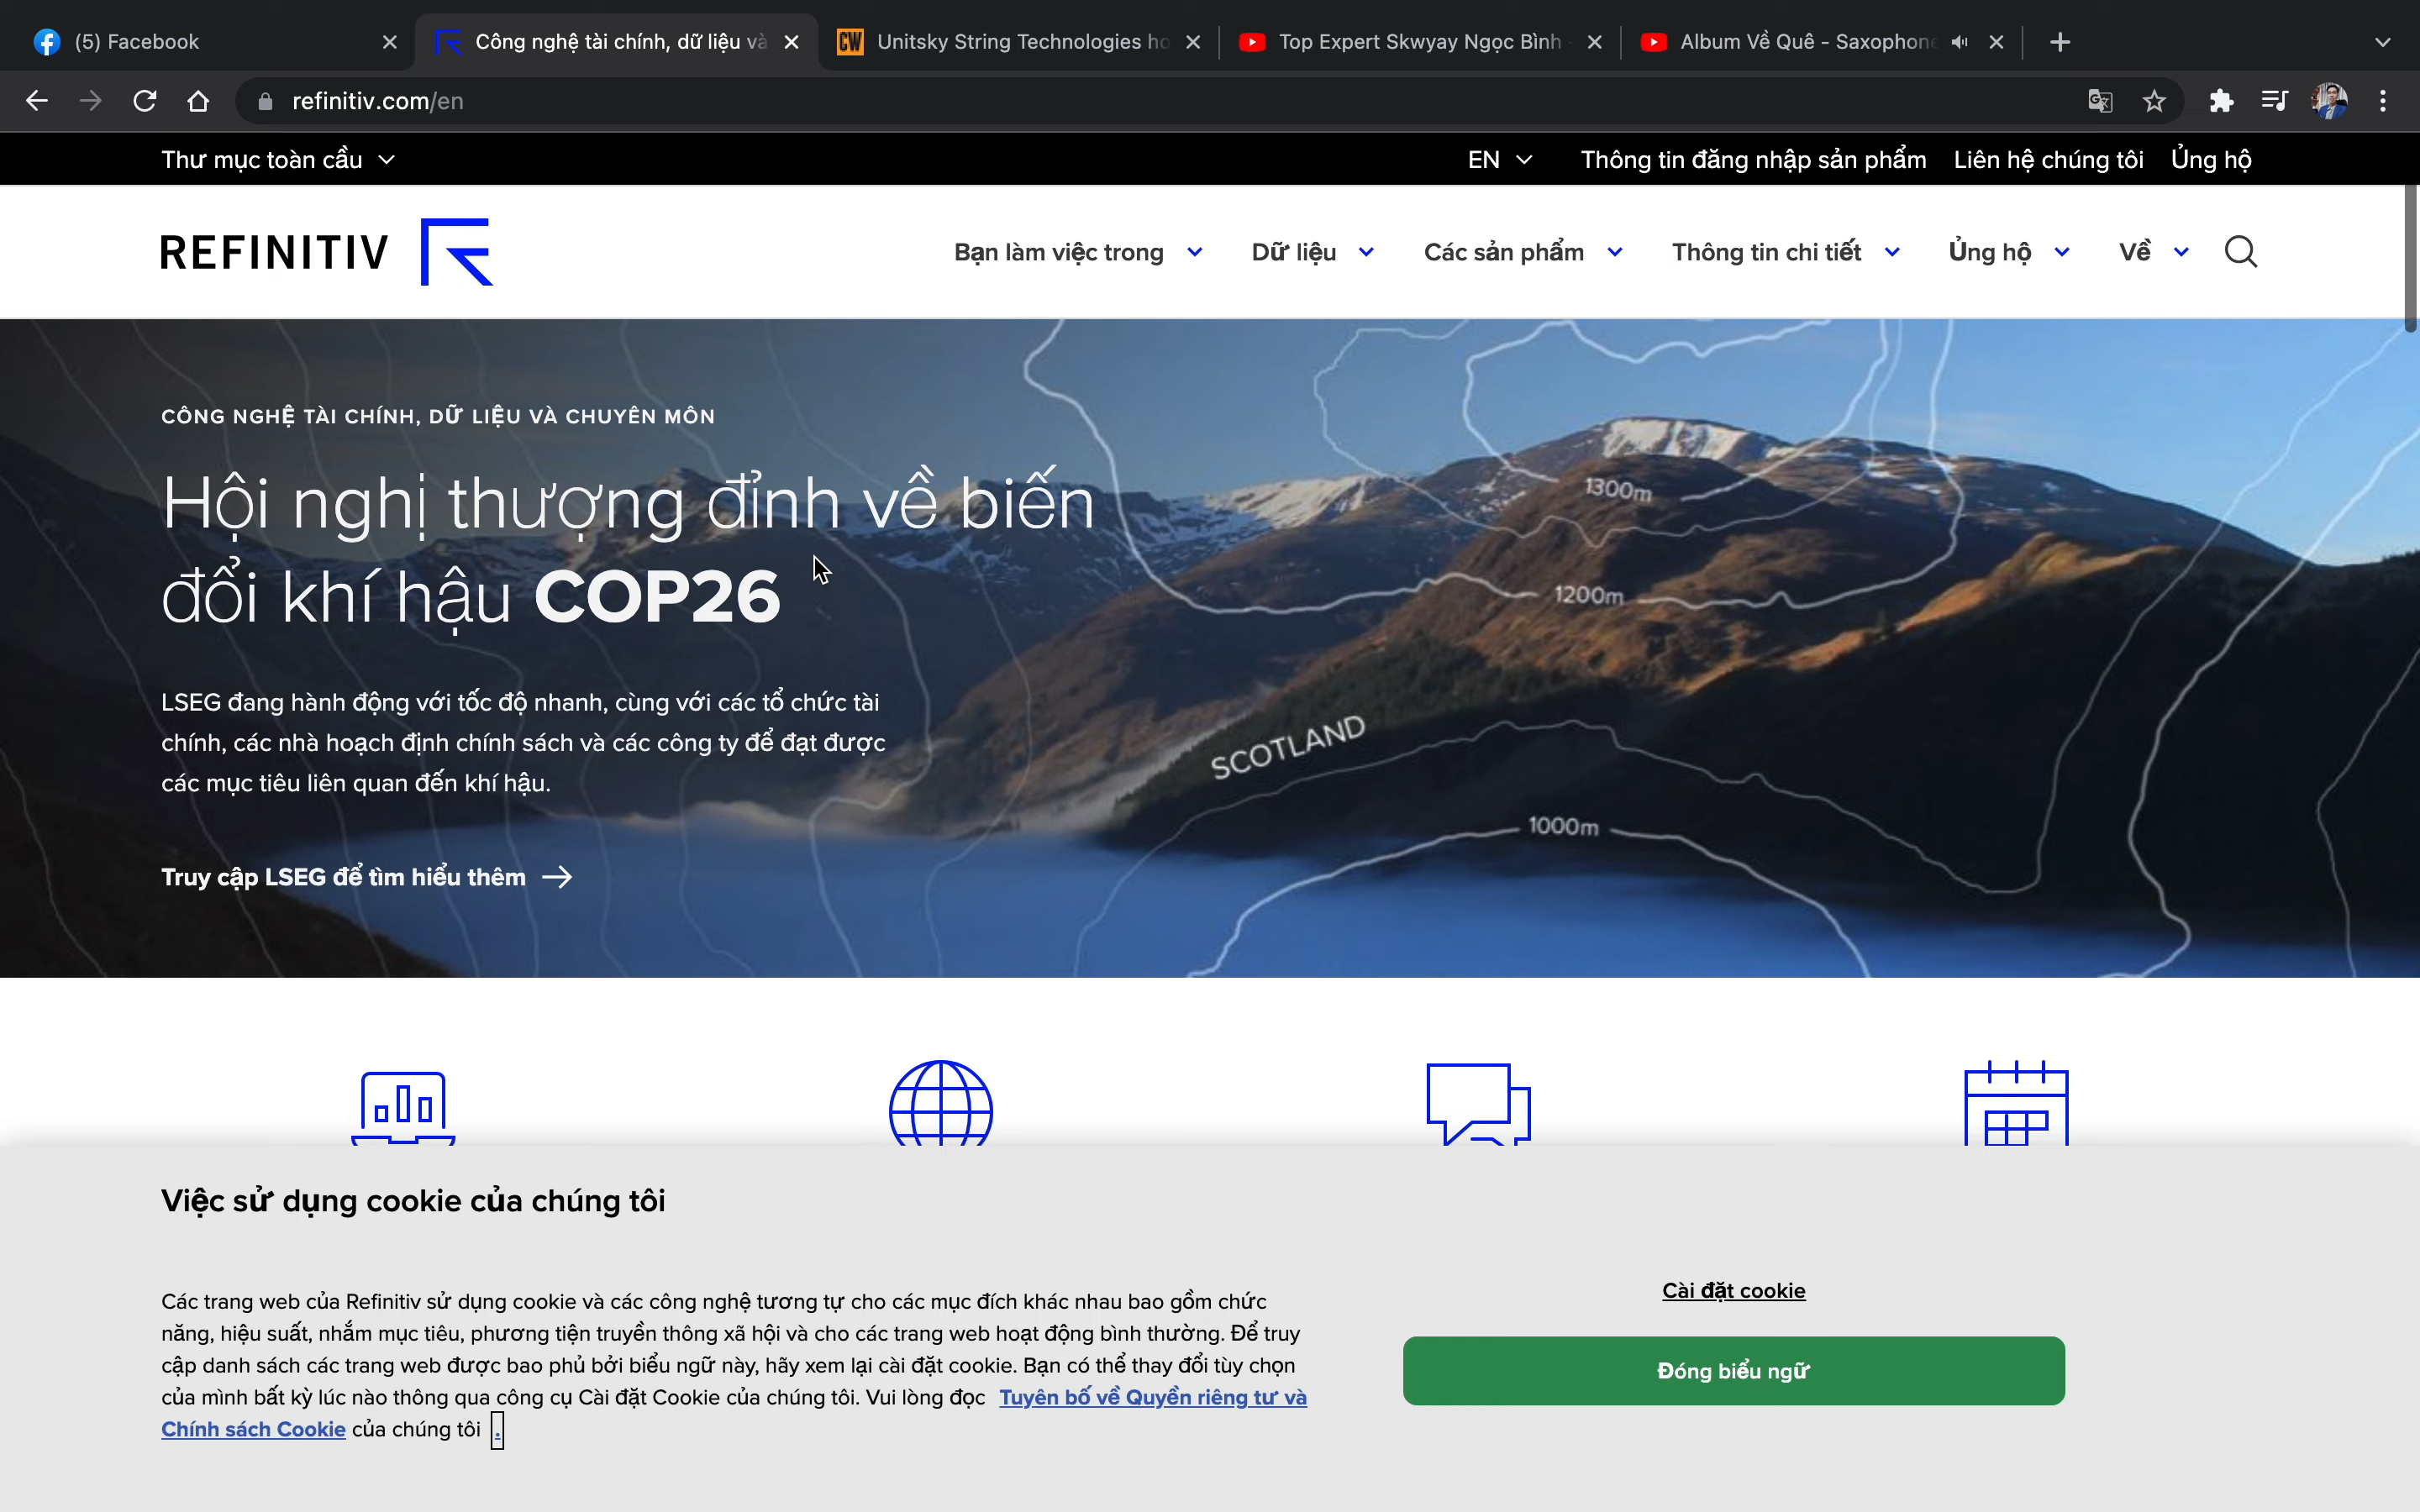 (5) Facebook
Công nghệ tài chính, dữ liệu và
CW Unitsky String Technologies ho
Top Expert Skwyay Ngọc Bình
Album Về Quê - Saxophone
refinitiv.com/en
Thư mục toàn cầu
EN
Thông tin đăng nhập sản phẩm
Liên hệ chúng tôi
Ủng hộ
REFINITIV
Bạn làm việc trong
Dữ liệu
Các sản phẩm
Thông tin chi tiết
Ủng hộ
Về
CÔNG NGHỆ TÀI CHÍNH, DỮ LIỆU VÀ CHUYÊN MÔN
Hội nghị thượng đỉnh về biến
đổi khí hậu COP26
LSEG đang hành động với tốc độ nhanh, cùng với các tổ chức tài
chính, các nhà hoạch định chính sách và các công ty để đạt được
các mục tiêu liên quan đến khí hậu.
Truy cập LSEG để tìm hiểu thêm
1300m
1200m
SCOTLAND
1000m
Việc sử dụng cookie của chúng tôi
Các trang web của Refinitiv sử dụng cookie và các công nghệ tương tự cho các mục đích khác nhau bao gồm chức
năng, hiệu suất, nhắm mục tiêu, phương tiện truyền thông xã hội và cho các trang web hoạt động bình thường. Để truy
cập danh sách các trang web được bao phủ bởi biểu ngữ này, hãy xem lại cài đặt cookie. Bạn có thể thay đổi tùy chọn
của mình bất kỳ lúc nào thông qua công cụ Cài đặt Cookie của chúng tôi. Vui lòng đọc Tuyên bố về Quyền riêng tư và
Chính sách Cookie của chúng tôi .
Cài đặt cookie
Đóng biểu ngữ